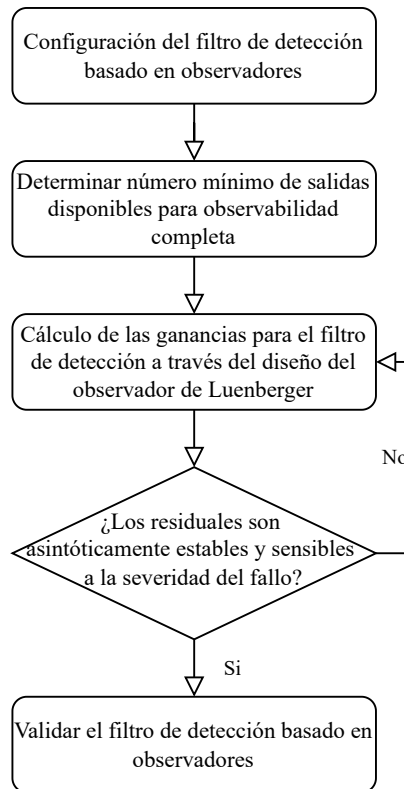 Configuración del filtro de detección
basado en observadores
Determinar número mínimo de salidas
disponibles para observabilidad
completa
Cálculo de las ganancias para el filtro
de detección a través del diseño del
observador de Luenberger
No
¿Los residuales son
asintóticamente estables y sensibles
a la severidad del fallo?
Si
Validar el filtro de detección basado en
observadores